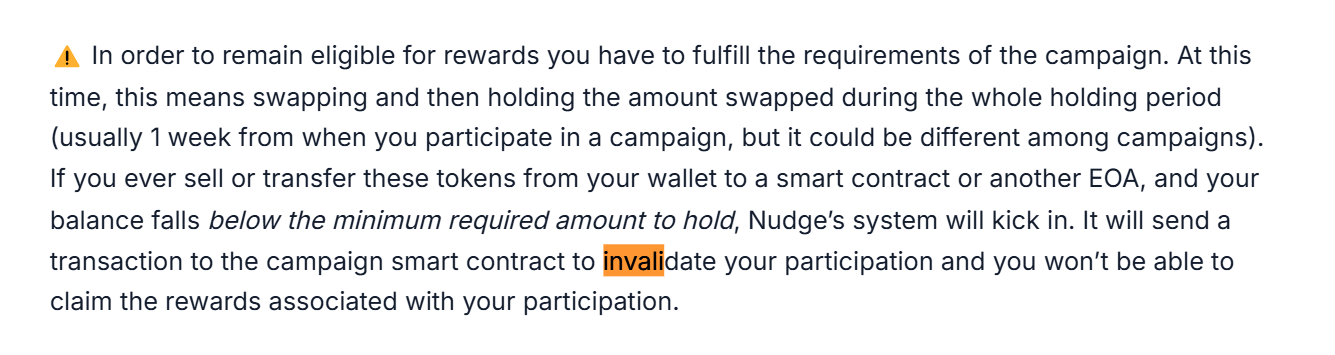 ⚠️ In order to remain eligible for rewards you have to fulfill the requirements of the campaign. At this
time, this means swapping and then holding the amount swapped during the whole holding period
(usually 1 week from when you participate in a campaign, but it could be different among campaigns).
If you ever sell or transfer these tokens from your wallet to a smart contract or another EOA, and your
balance falls below the minimum required amount to hold, Nudge’s system will kick in. It will send a
transaction to the campaign smart contract to invalidate your participation and you won’t be able to
claim the rewards associated with your participation.